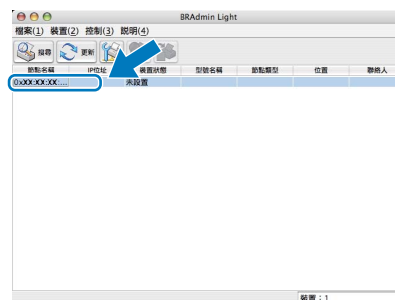 BRAdmin Light
檔案(1) 裝置(2) 控制(3) 說明(4)
搜尋 更新
節點名稱 IP位址 裝置狀態 型號名稱 節點類型 位置 聯絡人
0xXX:XX:XX:... 未設置
裝置：1